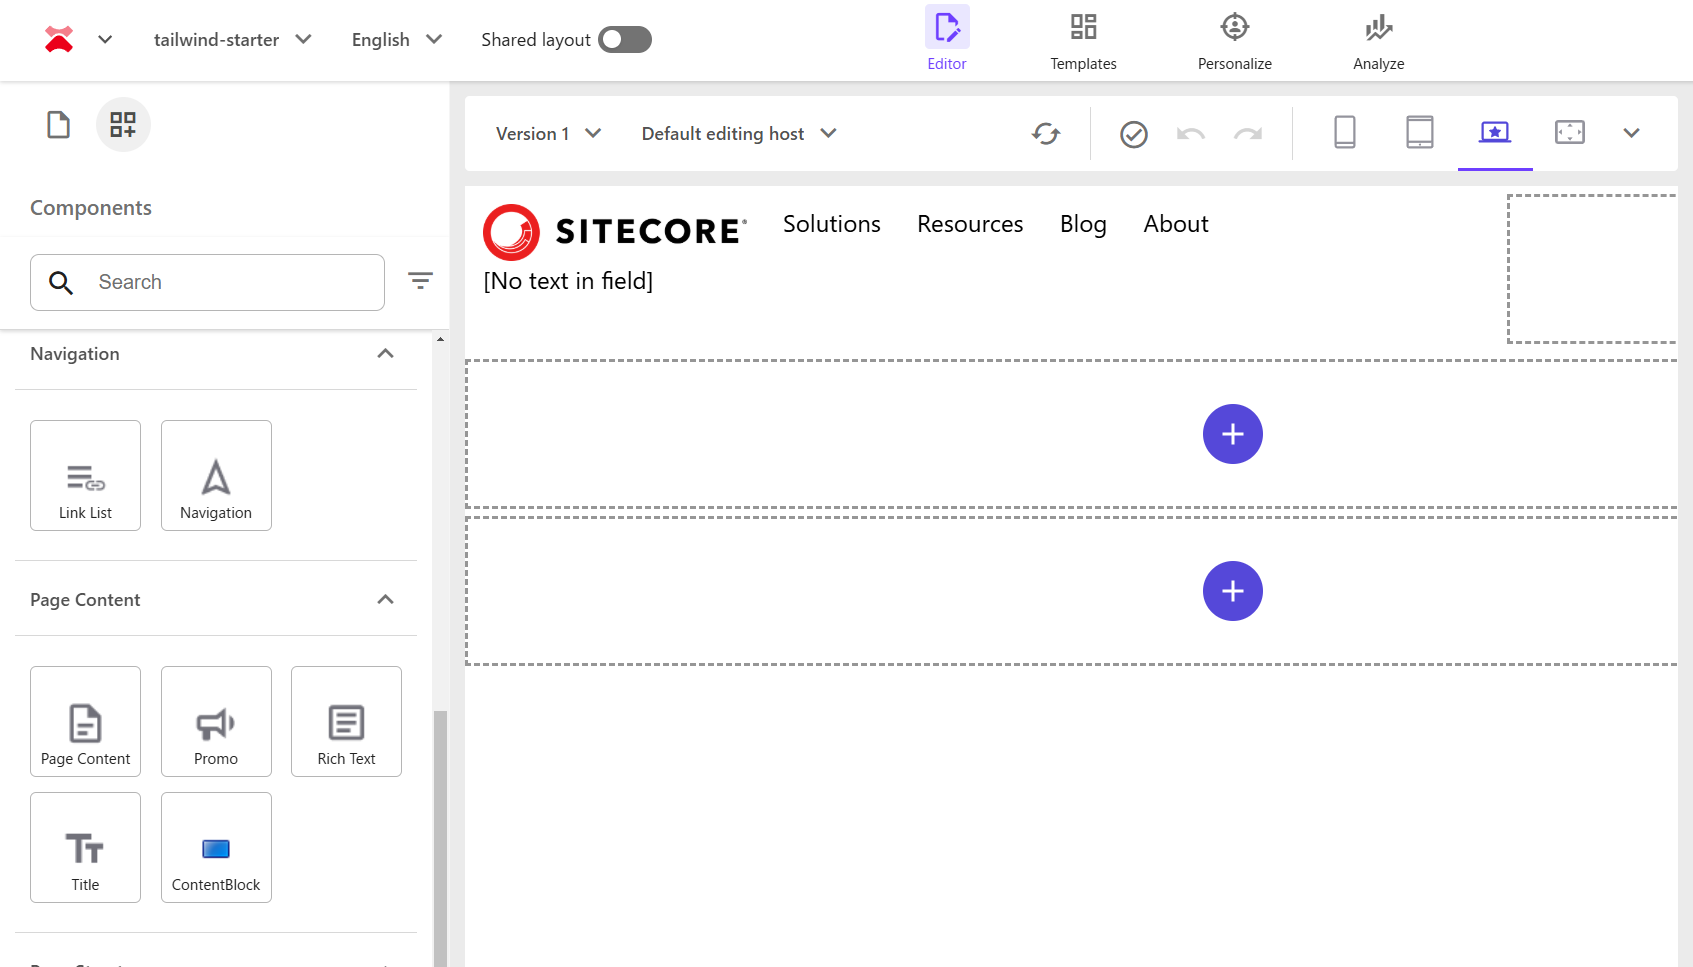 tailwind-starter
English
Shared layout
Editor
Templates
Personalize
Analyze
Components
Search
Navigation
Link List
Navigation
Page Content
Page Content
Promo
Rich Text
Title
ContentBlock
Version 1
Default editing host
SITECORE
Solutions
Resources
Blog
About
[No text in field]